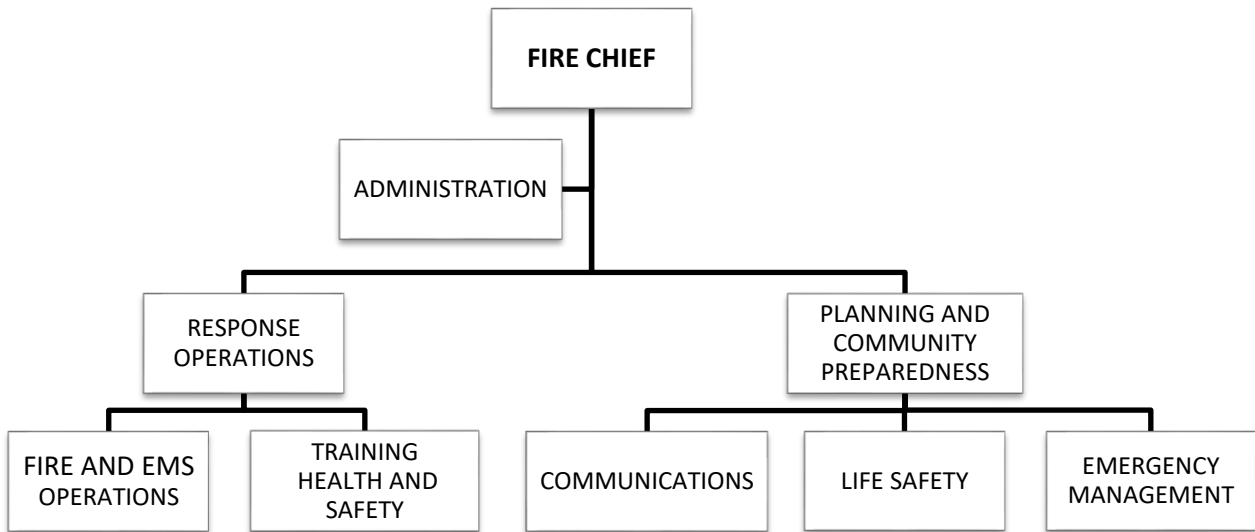 FIRE CHIEF
ADMINISTRATION
RESPONSE
OPERATIONS
PLANNING AND
COMMUNITY
PREPAREDNESS
FIRE AND EMS
OPERATIONS
TRAINING
HEALTH AND
SAFETY
COMMUNICATIONS
LIFE SAFETY
EMERGENCY
MANAGEMENT